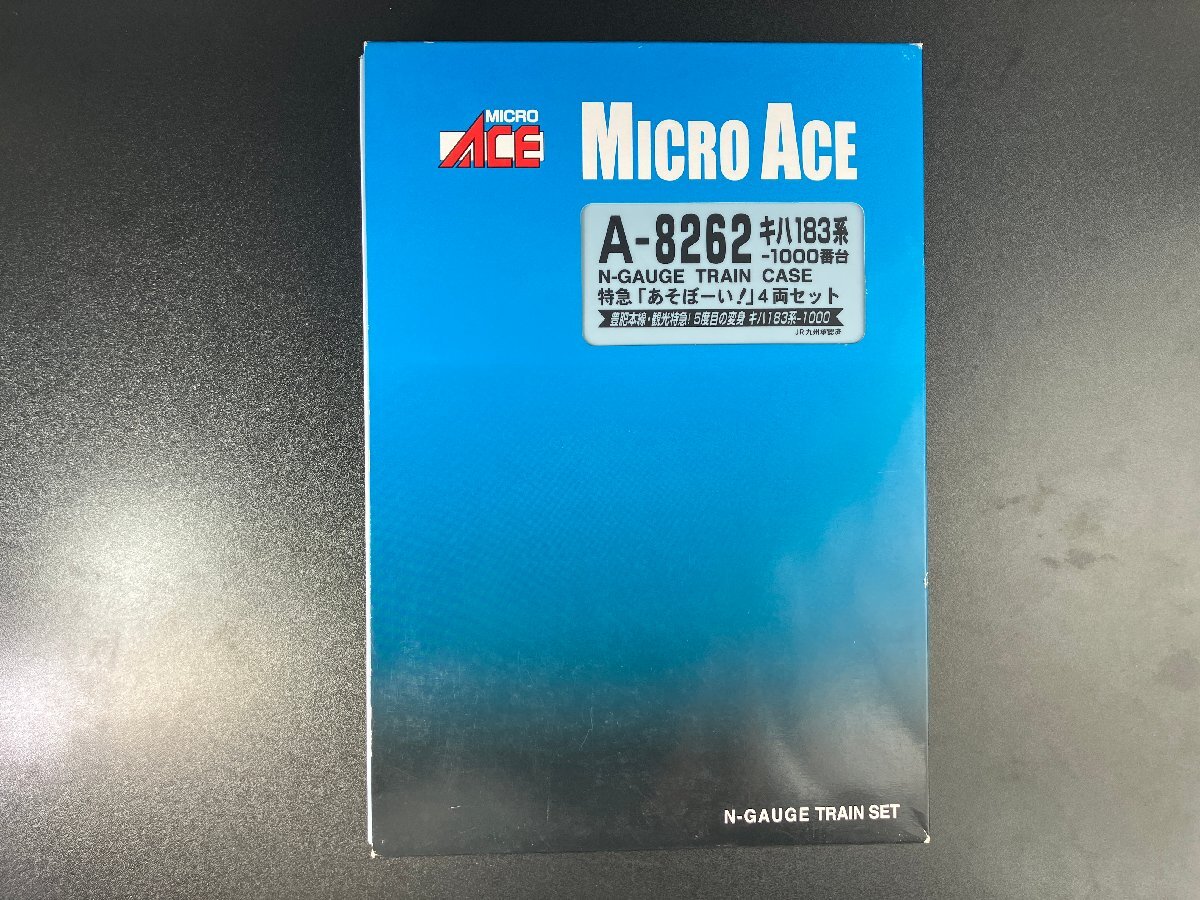 MICRO
ACE
MICRO ACE
A-8262 キハ183系
-1000番台
N-GAUGE TRAIN CASE
特急「あそぼーい!」4両セット
豊肥本線・観光特急! 5度目の変身 キハ183系-1000
JR九州承認済
N-GAUGE TRAIN SET